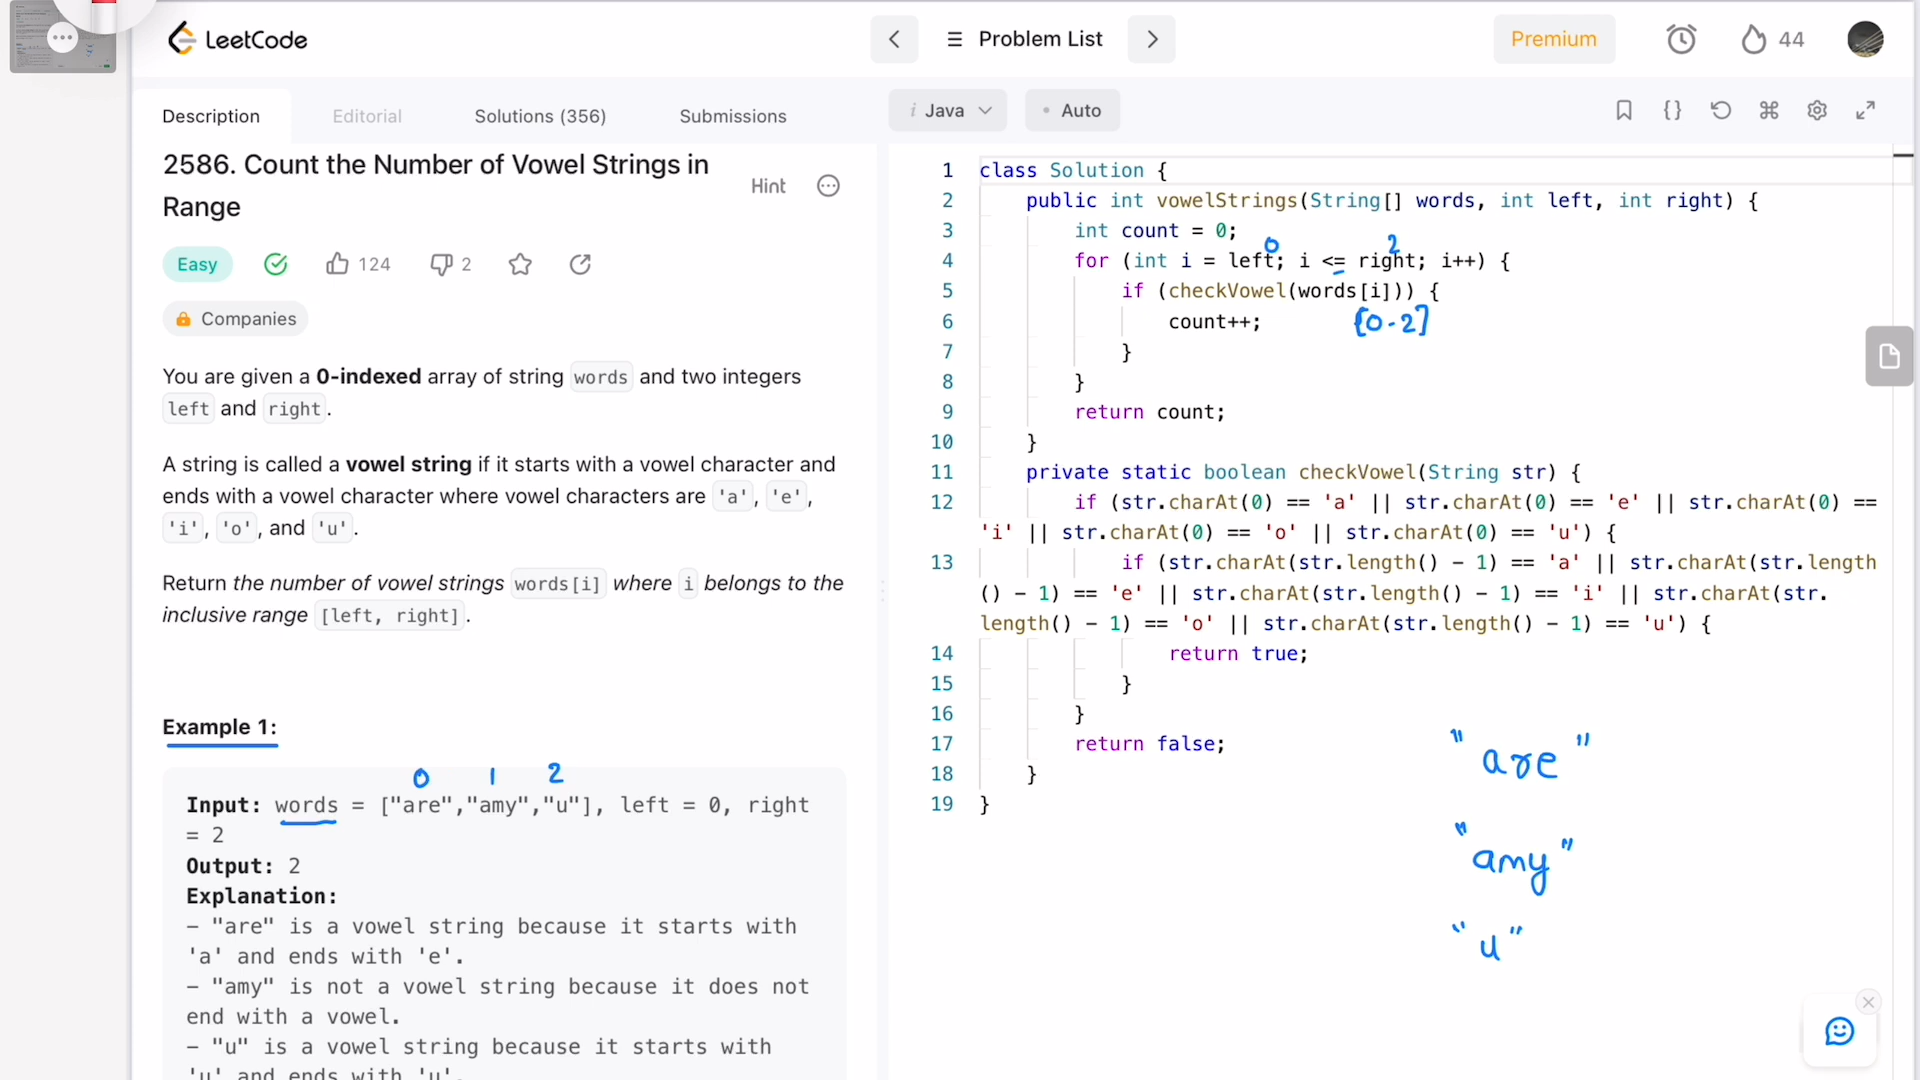 LeetCode
Problem List
Premium
44
Description
Editorial
Solutions (356)
Submissions
i Java
Auto
2586. Count the Number of Vowel Strings in
Range
Hint
Easy
124
2
Companies
You are given a 0-indexed array of string words and two integers
left and right.
A string is called a vowel string if it starts with a vowel character and
ends with a vowel character where vowel characters are 'a', 'e',
'i', 'o', and 'u'.
Return the number of vowel strings words[i] where i belongs to the
inclusive range [left, right].
Example 1:
0 1 2
Input: words = ["are","amy","u"], left = 0, right
= 2
Output: 2
Explanation:
- "are" is a vowel string because it starts with
'a' and ends with 'e'.
- "amy" is not a vowel string because it does not
end with a vowel.
- "u" is a vowel string because it starts with
'u' and ends with 'u'.
1 class Solution {
2 public int vowelStrings(String[] words, int left, int right) {
3 int count = 0;
0 2
4 for (int i = left; i <= right; i++) {
5 if (checkVowel(words[i])) {
6 count++;
[0-2]
7 }
8 }
9 return count;
10 }
11 private static boolean checkVowel(String str) {
12 if (str.charAt(0) == 'a' || str.charAt(0) == 'e' || str.charAt(0) ==
'i' || str.charAt(0) == 'o' || str.charAt(0) == 'u') {
13 if (str.charAt(str.length() - 1) == 'a' || str.charAt(str.length
() - 1) == 'e' || str.charAt(str.length() - 1) == 'i' || str.charAt(str.
length() - 1) == 'o' || str.charAt(str.length() - 1) == 'u') {
14 return true;
15 }
16 }
17 return false;
18 }
19 }
"are"
"amy"
"u"